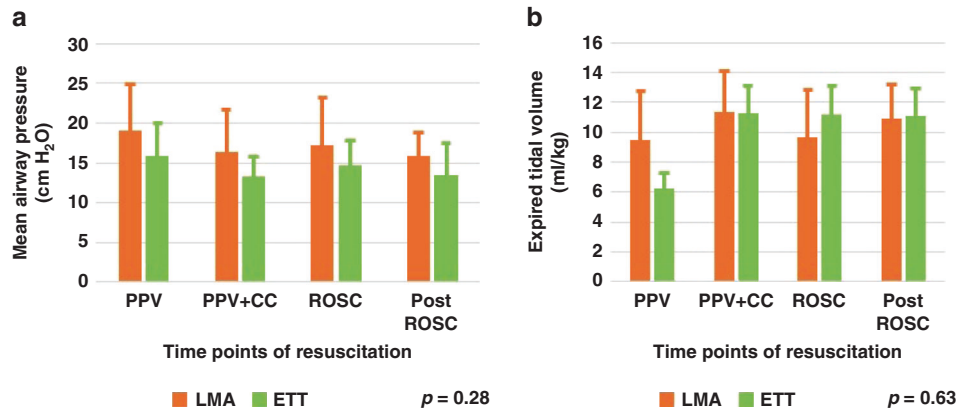 a
Mean airway pressure
(cm H₂O)
30
25
20
15
10
5
0
PPV
PPV+CC
ROSC
Post
ROSC
Time points of resuscitation
LMA
ETT
p = 0.28
b
Expired tidal volume
(ml/kg)
16
14
12
10
8
6
4
2
0
PPV
PPV+CC
ROSC
Post
ROSC
Time points of resuscitation
LMA
ETT
p = 0.63